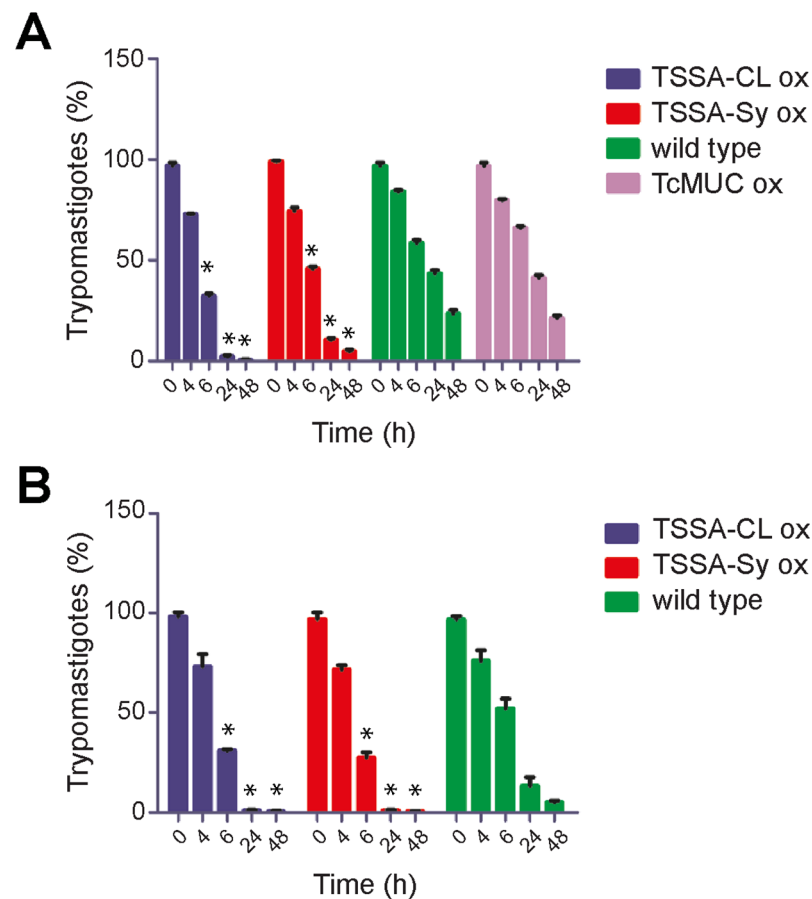 A
150
100
50
0
Trypomastigotes (%)
* * * * * *
0 4 6 24 48 0 4 6 24 48 0 4 6 24 48 0 4 6 24 48
Time (h)
TSSA-CL ox
TSSA-Sy ox
wild type
TcMUC ox
B
150
100
50
0
Trypomastigotes (%)
* * * * * *
0 4 6 24 48 0 4 6 24 48 0 4 6 24 48
Time (h)
TSSA-CL ox
TSSA-Sy ox
wild type